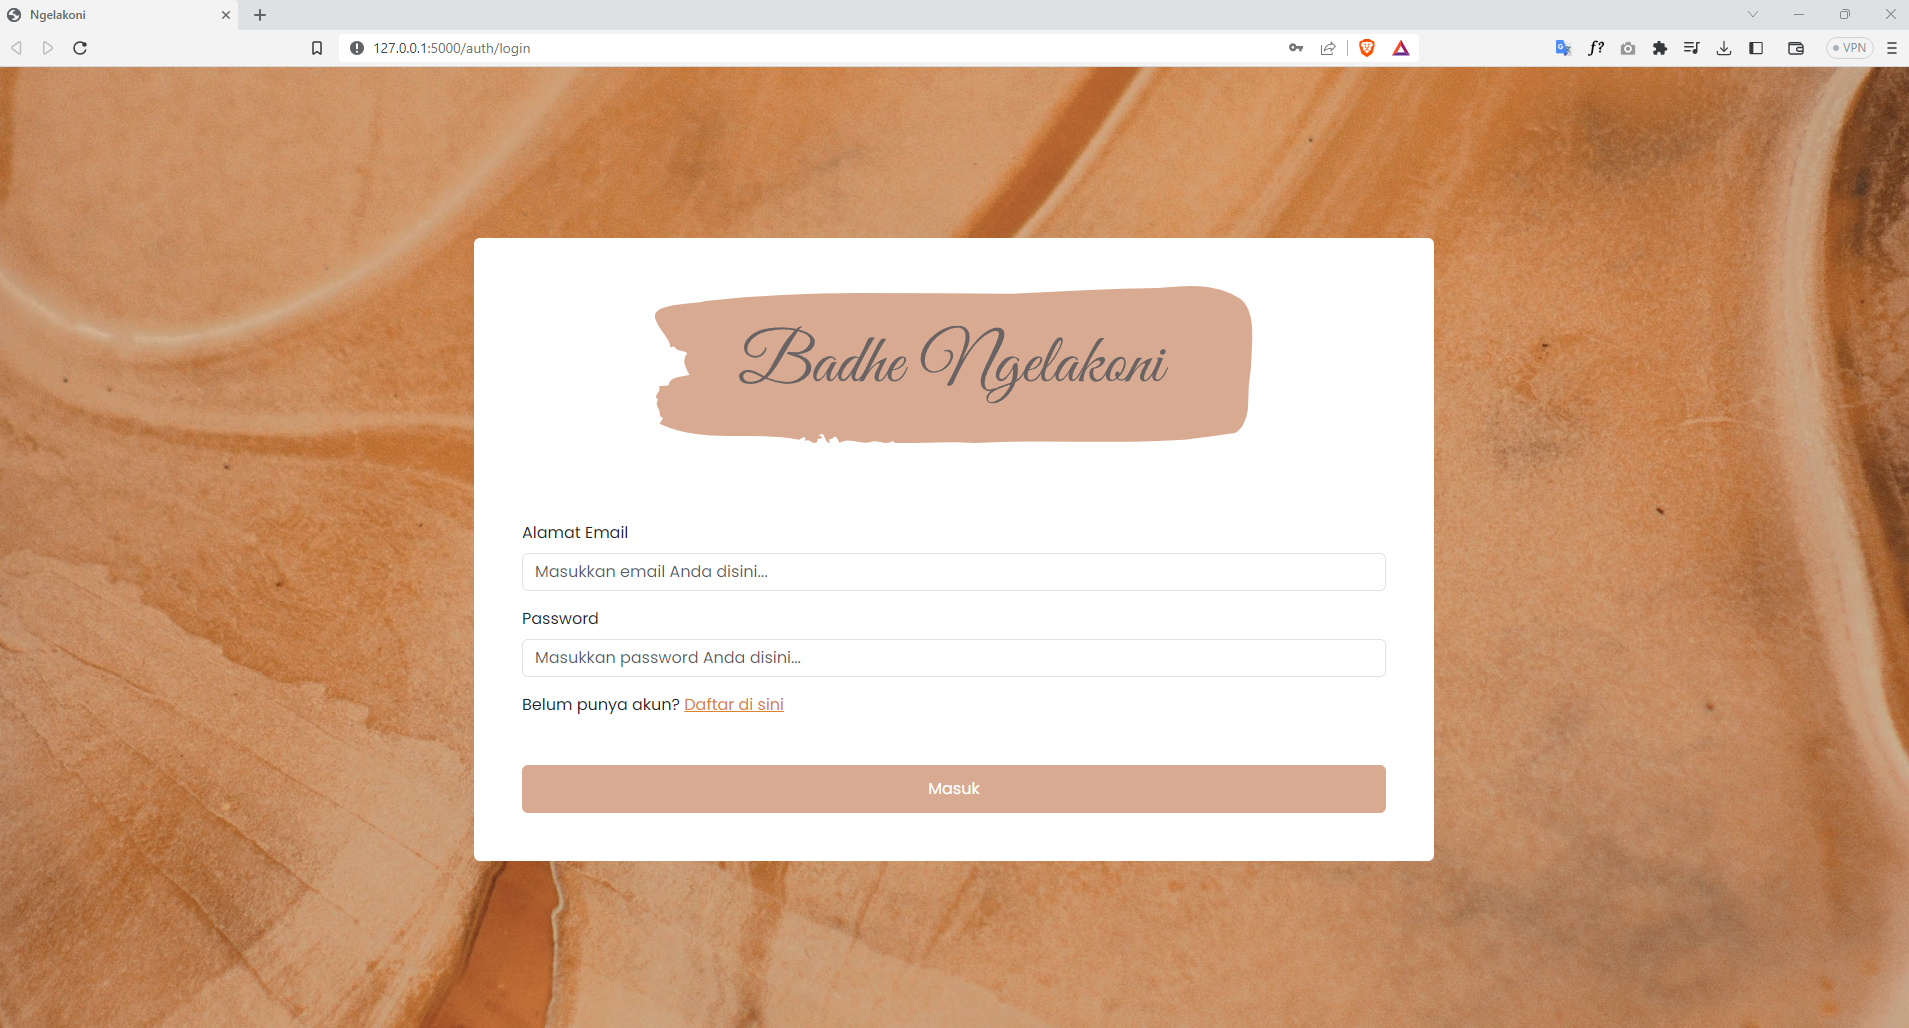 Ngelakoni
127.0.0.1:5000/auth/login
f?
VPN
Badhe Ngelakoni
Alamat Email
Masukkan email Anda disini...
Password
Masukkan password Anda disini...
Belum punya akun? Daftar di sini
Masuk